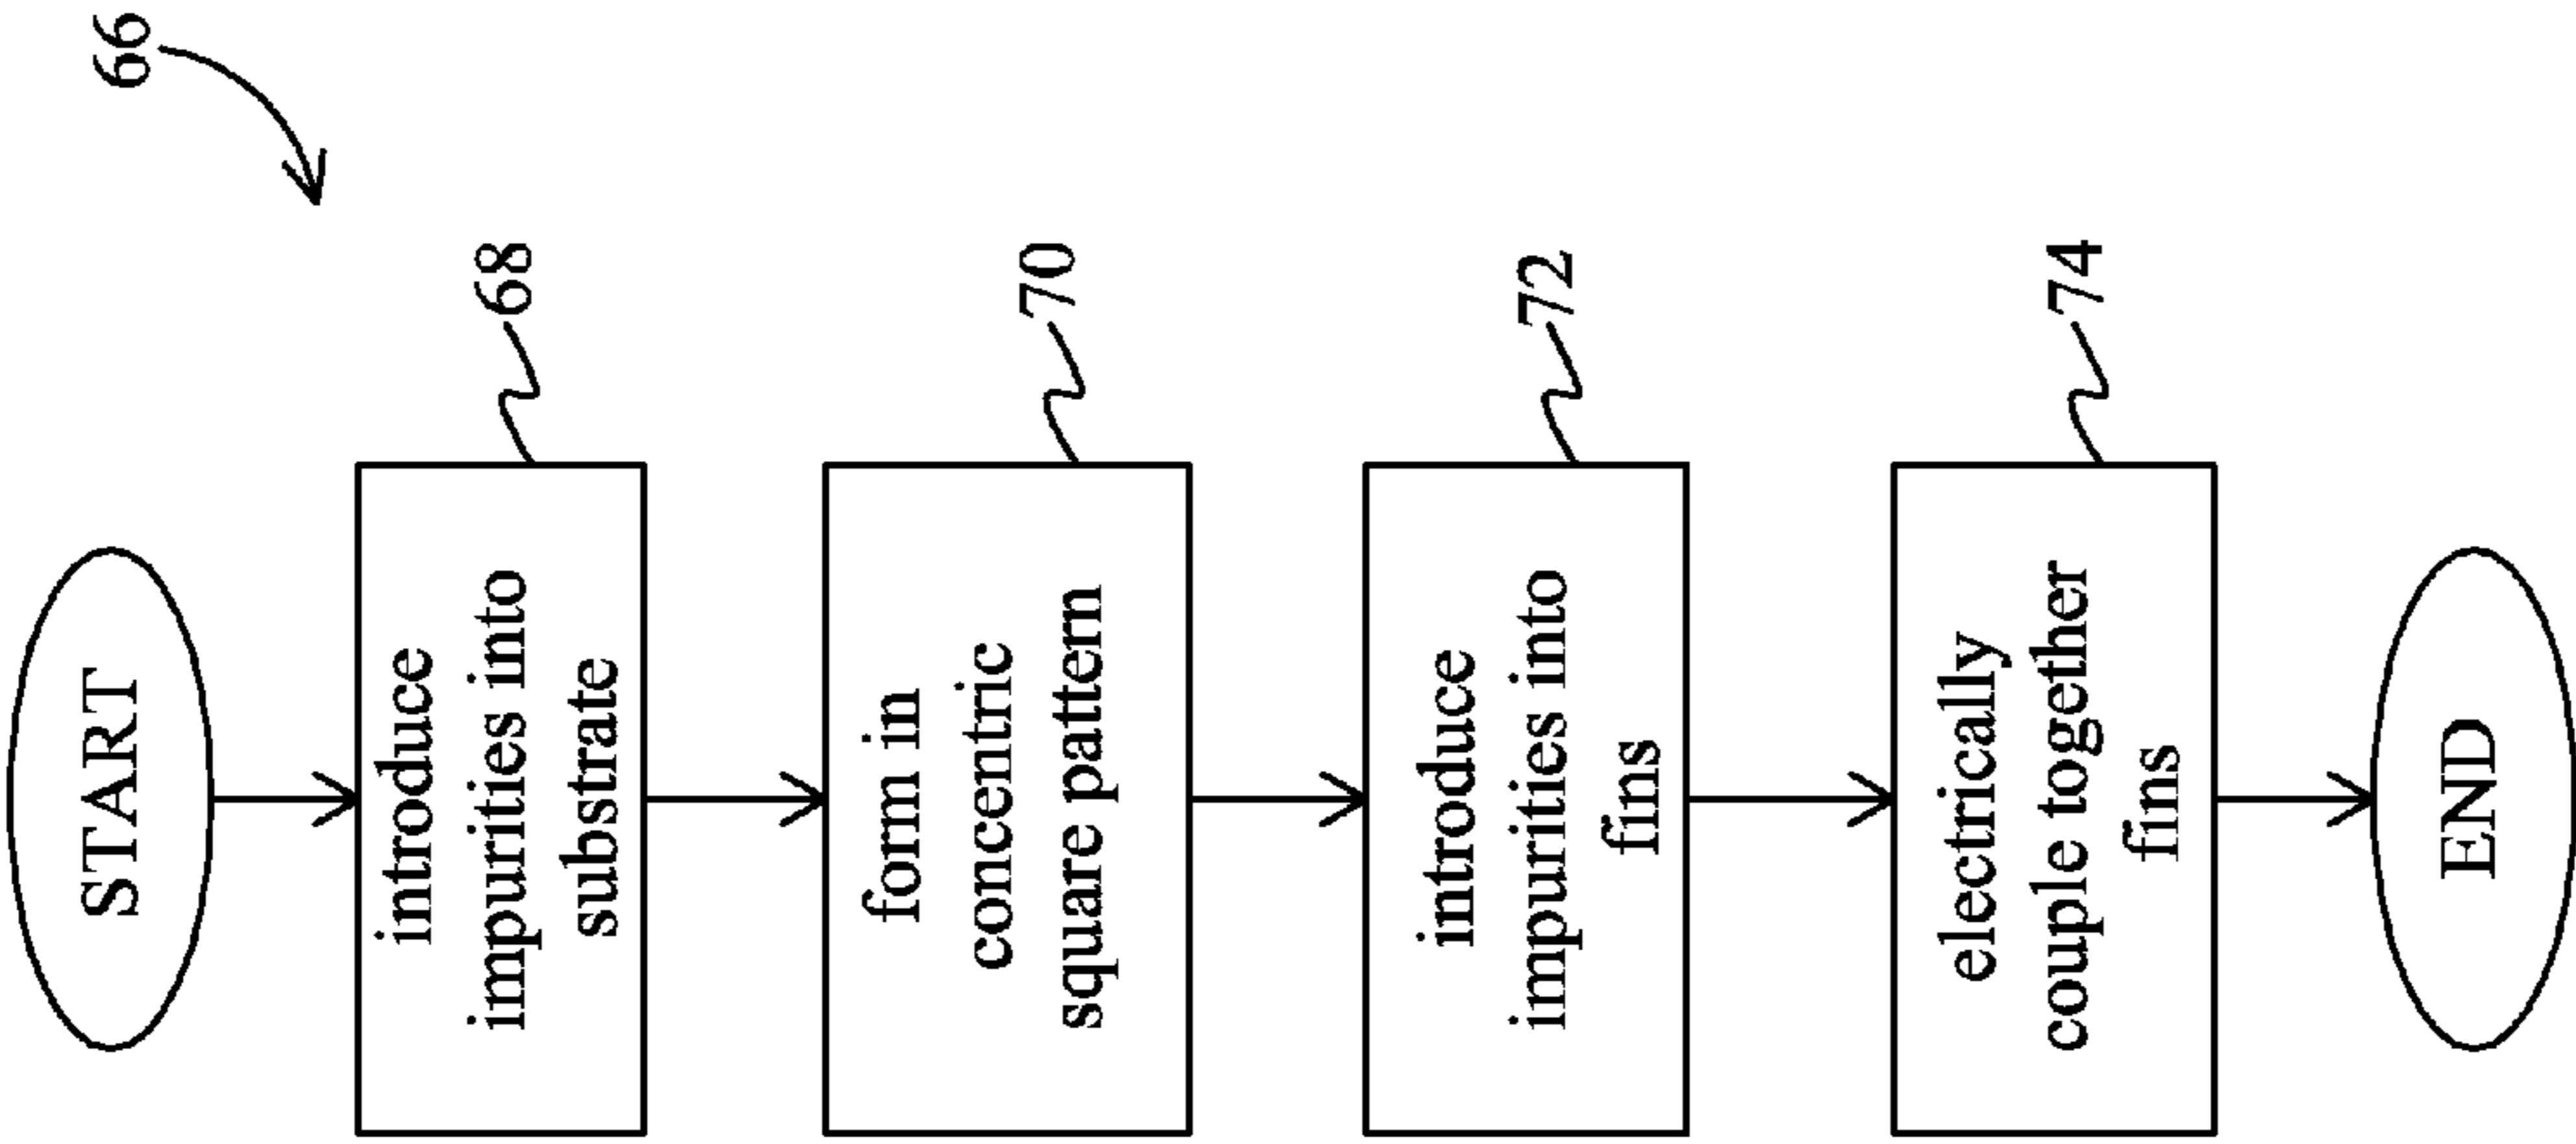 66
START
introduce
impurities into
substrate
68
form in
concentric
square pattern
70
introduce
impurities into
fins
72
electrically
couple together
fins
74
END